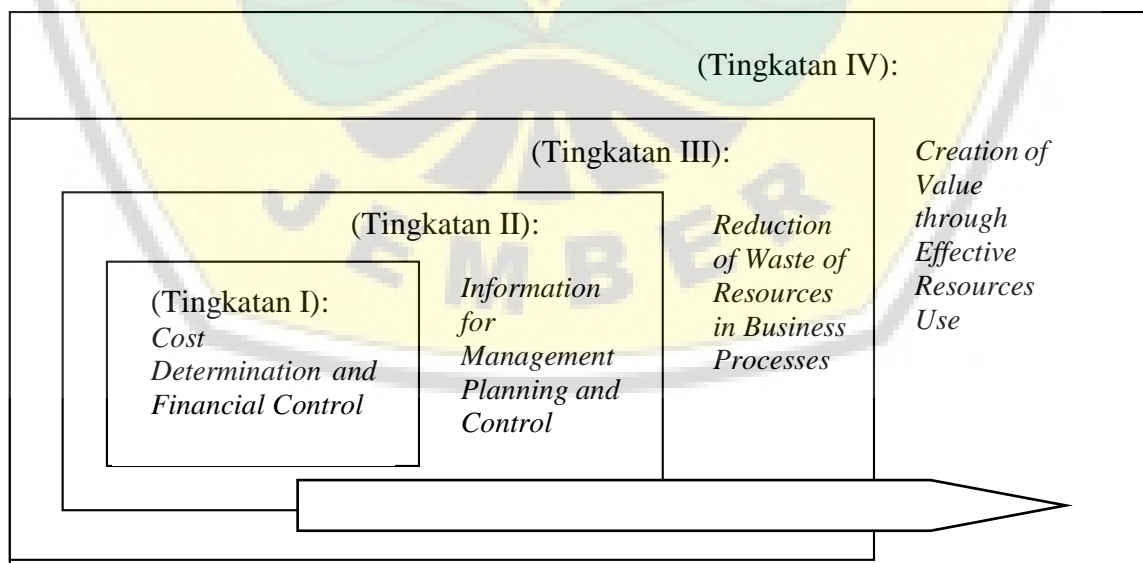 (Tingkatan IV):
Creation of
Value
through
Effective
Resources
Use
(Tingkatan III):
Reduction
of Waste of
Resources
in Business
Processes
(Tingkatan II):
Information
for
Management
Planning and
Control
(Tingkatan I):
Cost
Determination and
Financial Control
JEMBER